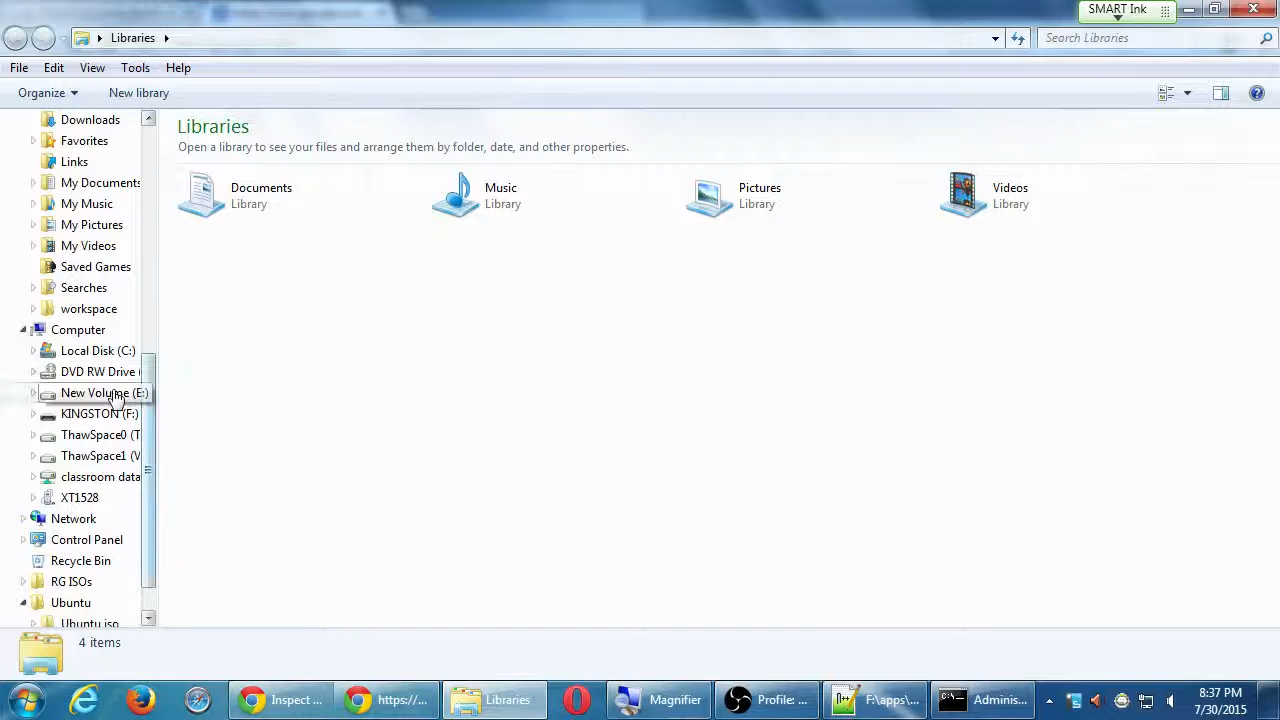 SMART Ink
Libraries
Search Libraries
File Edit View Tools Help
Organize New library
Downloads
Favorites
Links
My Documents
My Music
My Pictures
My Videos
Saved Games
Searches
workspace
Computer
Local Disk (C:)
DVD RW Drive (
New Volume (E:)
KINGSTON (F:)
ThawSpace0 (T
ThawSpace1 (V
classroom data
XT1528
Network
Control Panel
Recycle Bin
RG ISOs
Ubuntu
Ubuntu iso
Libraries
Open a library to see your files and arrange them by folder, date, and other properties.
Documents
Library
Music
Library
Pictures
Library
Videos
Library
4 items
Inspect ...
https:/...
Libraries
Magnifier
Profile: ...
F:\apps\...
Adminis...
8:37 PM
7/30/2015